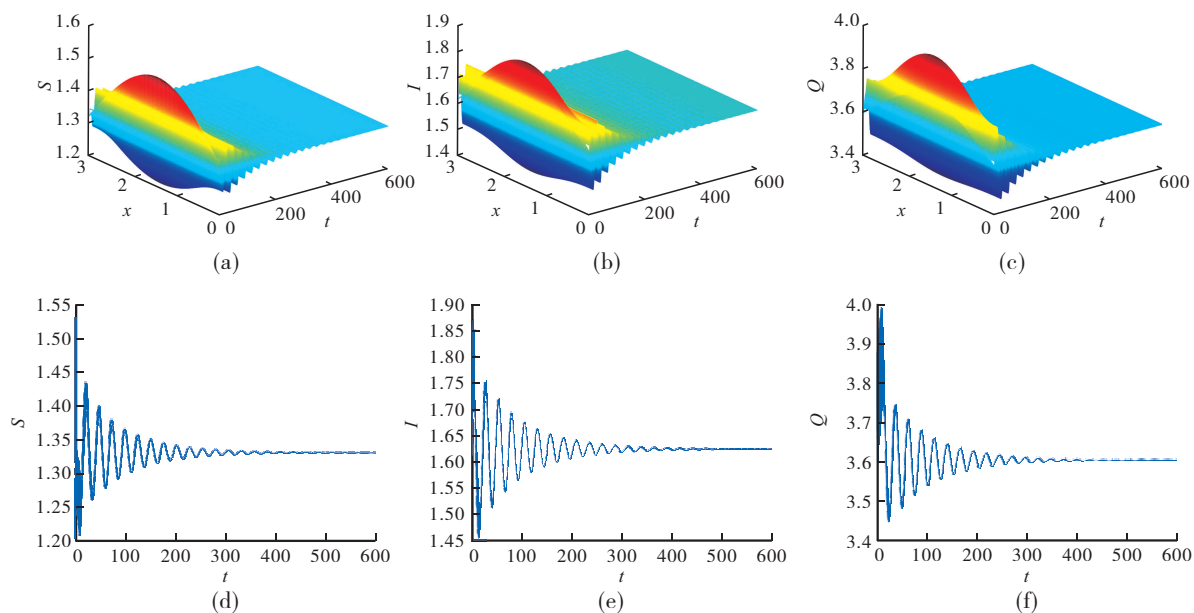 1.6
1.5
1.4
1.3
1.2
S
3
2
1
0
x
0
200
400
600
t
(a)
1.9
1.8
1.7
1.6
1.5
1.4
I
3
2
1
0
x
0
200
400
600
t
(b)
4.0
3.8
3.6
3.4
Q
3
2
1
0
x
0
200
400
600
t
(c)
1.55
1.50
1.45
1.40
1.35
1.30
1.25
1.20
S
0 100 200 300 400 500 600
t
(d)
1.90
1.85
1.80
1.75
1.70
1.65
1.60
1.55
1.50
1.45
I
0 100 200 300 400 500 600
t
(e)
4.0
3.9
3.8
3.7
3.6
3.5
3.4
Q
0 100 200 300 400 500 600
t
(f)